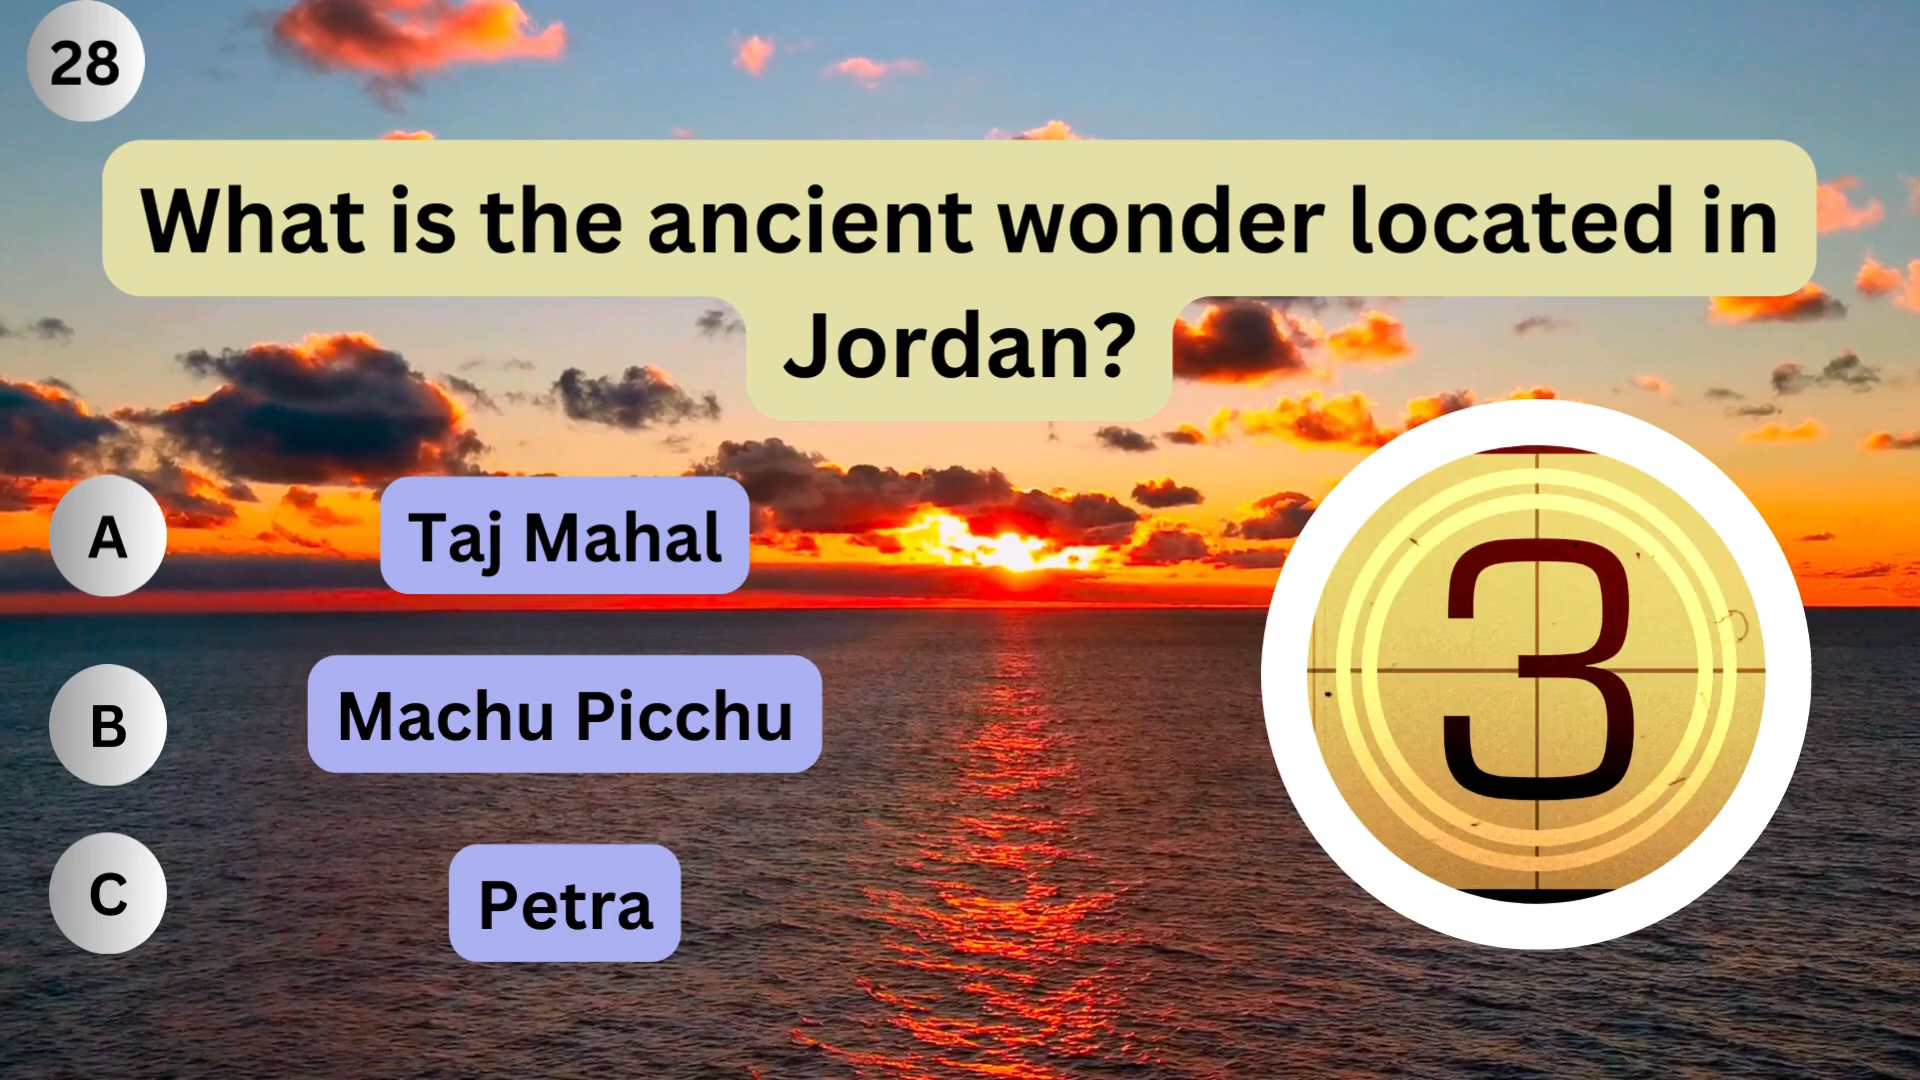 28
What is the ancient wonder located in
Jordan?
A
Taj Mahal
B
Machu Picchu
C
Petra
3